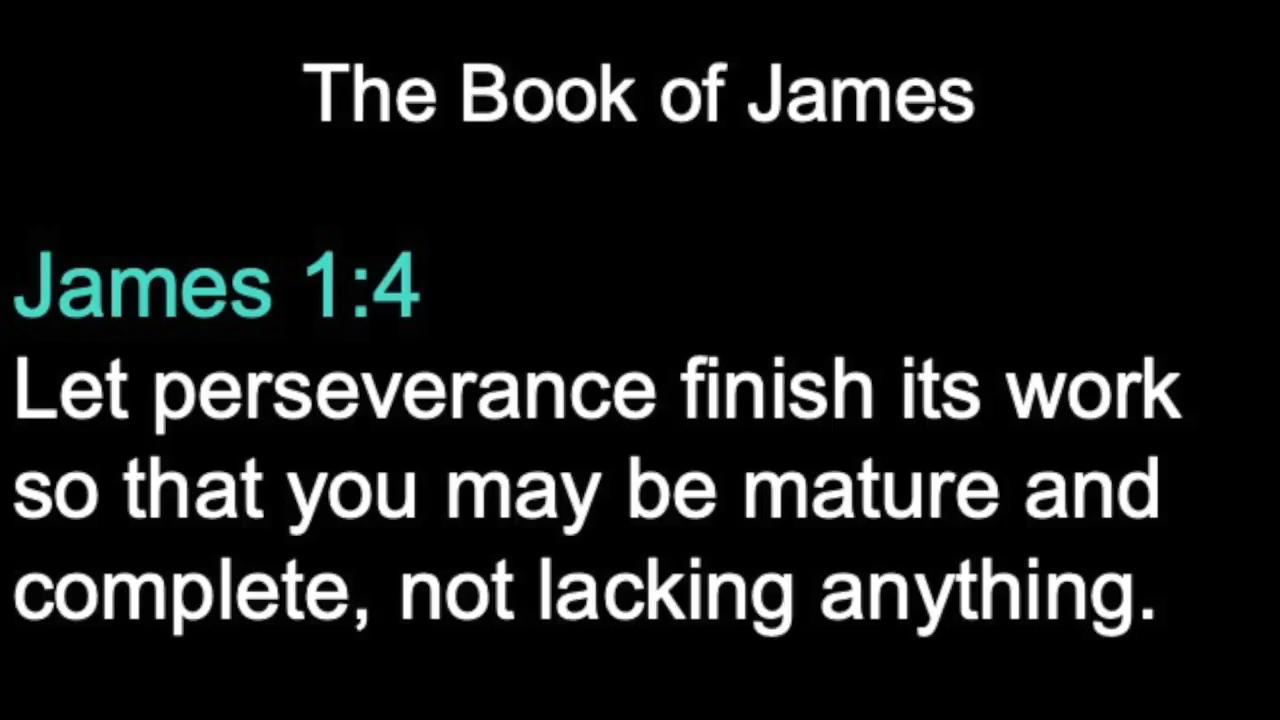 The Book of James
James 1:4
Let perseverance finish its work
so that you may be mature and
complete, not lacking anything.